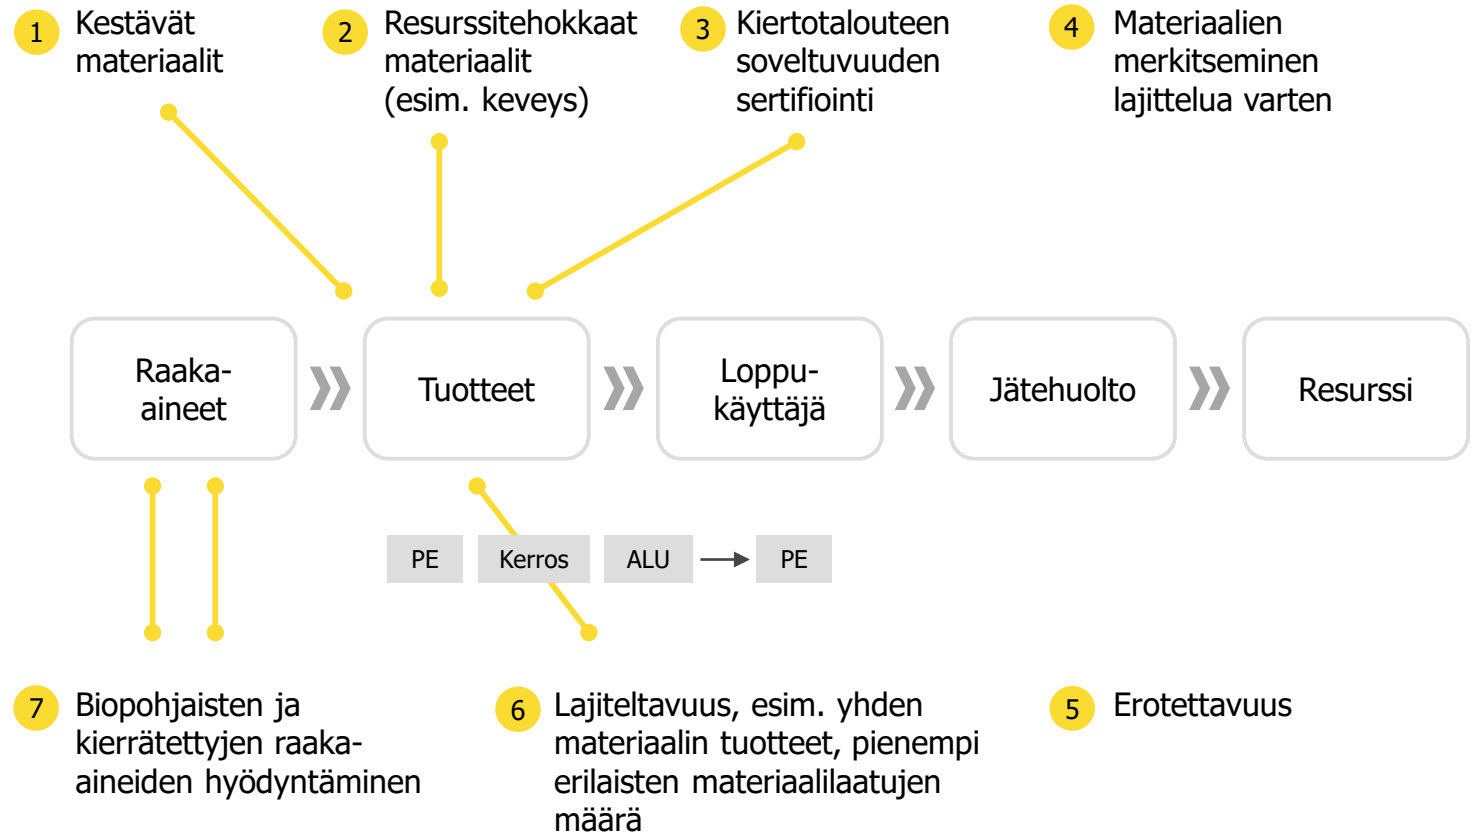 1
Kestävät
materiaalit
2
Resurssitehokkaat
materiaalit
(esim. keveys)
3
Kiertotalouteen
soveltuvuuden
sertifiointi
4
Materiaalien
merkitseminen
lajittelua varten
Raaka-
aineet
Tuotteet
Loppu-
käyttäjä
Jätehuolto
Resurssi
PE
Kerros
ALU
PE
7
Biopohjaisten ja
kierrätettyjen raaka-
aineiden hyödyntäminen
6
Lajiteltavuus, esim. yhden
materiaalin tuotteet, pienempi
erilaisten materiaalilaatujen
määrä
5
Erotettavuus